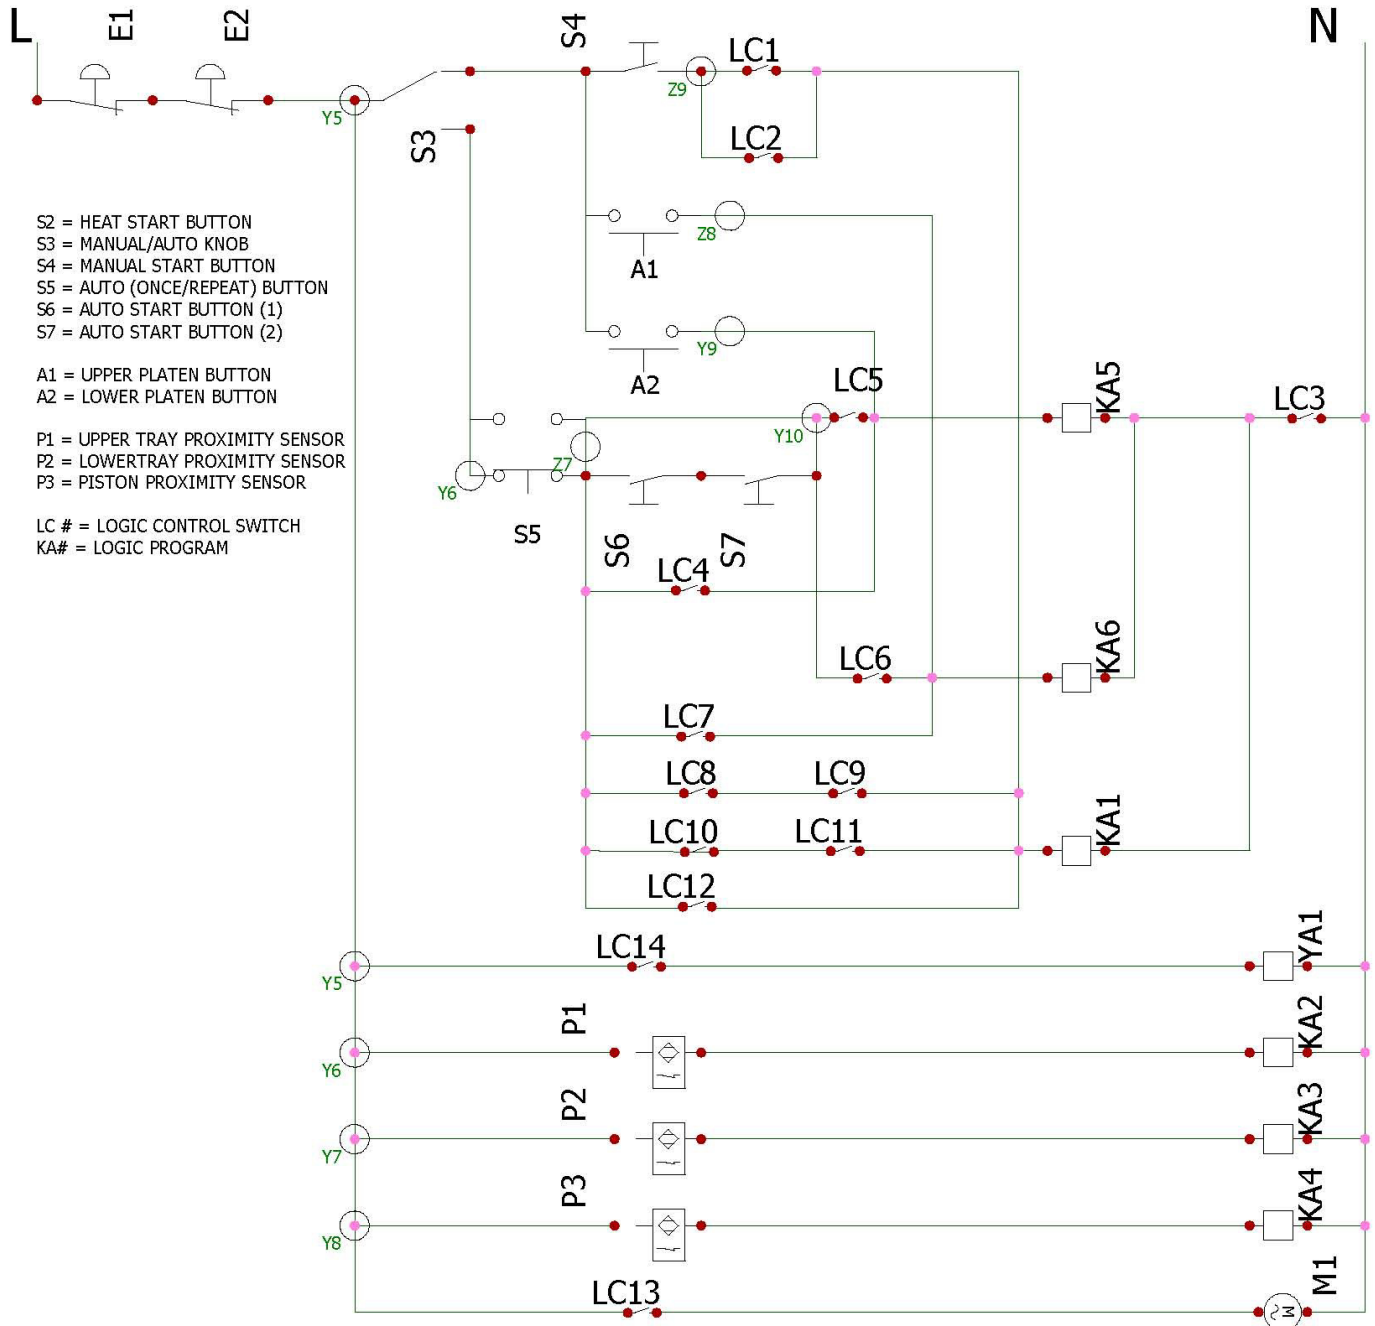 L
E1
E2
S4
LC1
N
Z9
Y5
S3
LC2
S2 = HEAT START BUTTON
S3 = MANUAL/AUTO KNOB
S4 = MANUAL START BUTTON
S5 = AUTO (ONCE/REPEAT) BUTTON
S6 = AUTO START BUTTON (1)
S7 = AUTO START BUTTON (2)
A1 = UPPER PLATEN BUTTON
A2 = LOWER PLATEN BUTTON
P1 = UPPER TRAY PROXIMITY SENSOR
P2 = LOWERTRAY PROXIMITY SENSOR
P3 = PISTON PROXIMITY SENSOR
LC # = LOGIC CONTROL SWITCH
KA# = LOGIC PROGRAM
Z8
A1
Y9
A2
LC5
KA5
LC3
Y10
Z7
Y6
S5
S6
S7
LC4
LC6
KA6
LC7
LC8
LC9
LC10
LC11
KA1
LC12
LC14
YA1
Y5
P1
KA2
Y6
P2
KA3
Y7
P3
KA4
Y8
LC13
M1
M